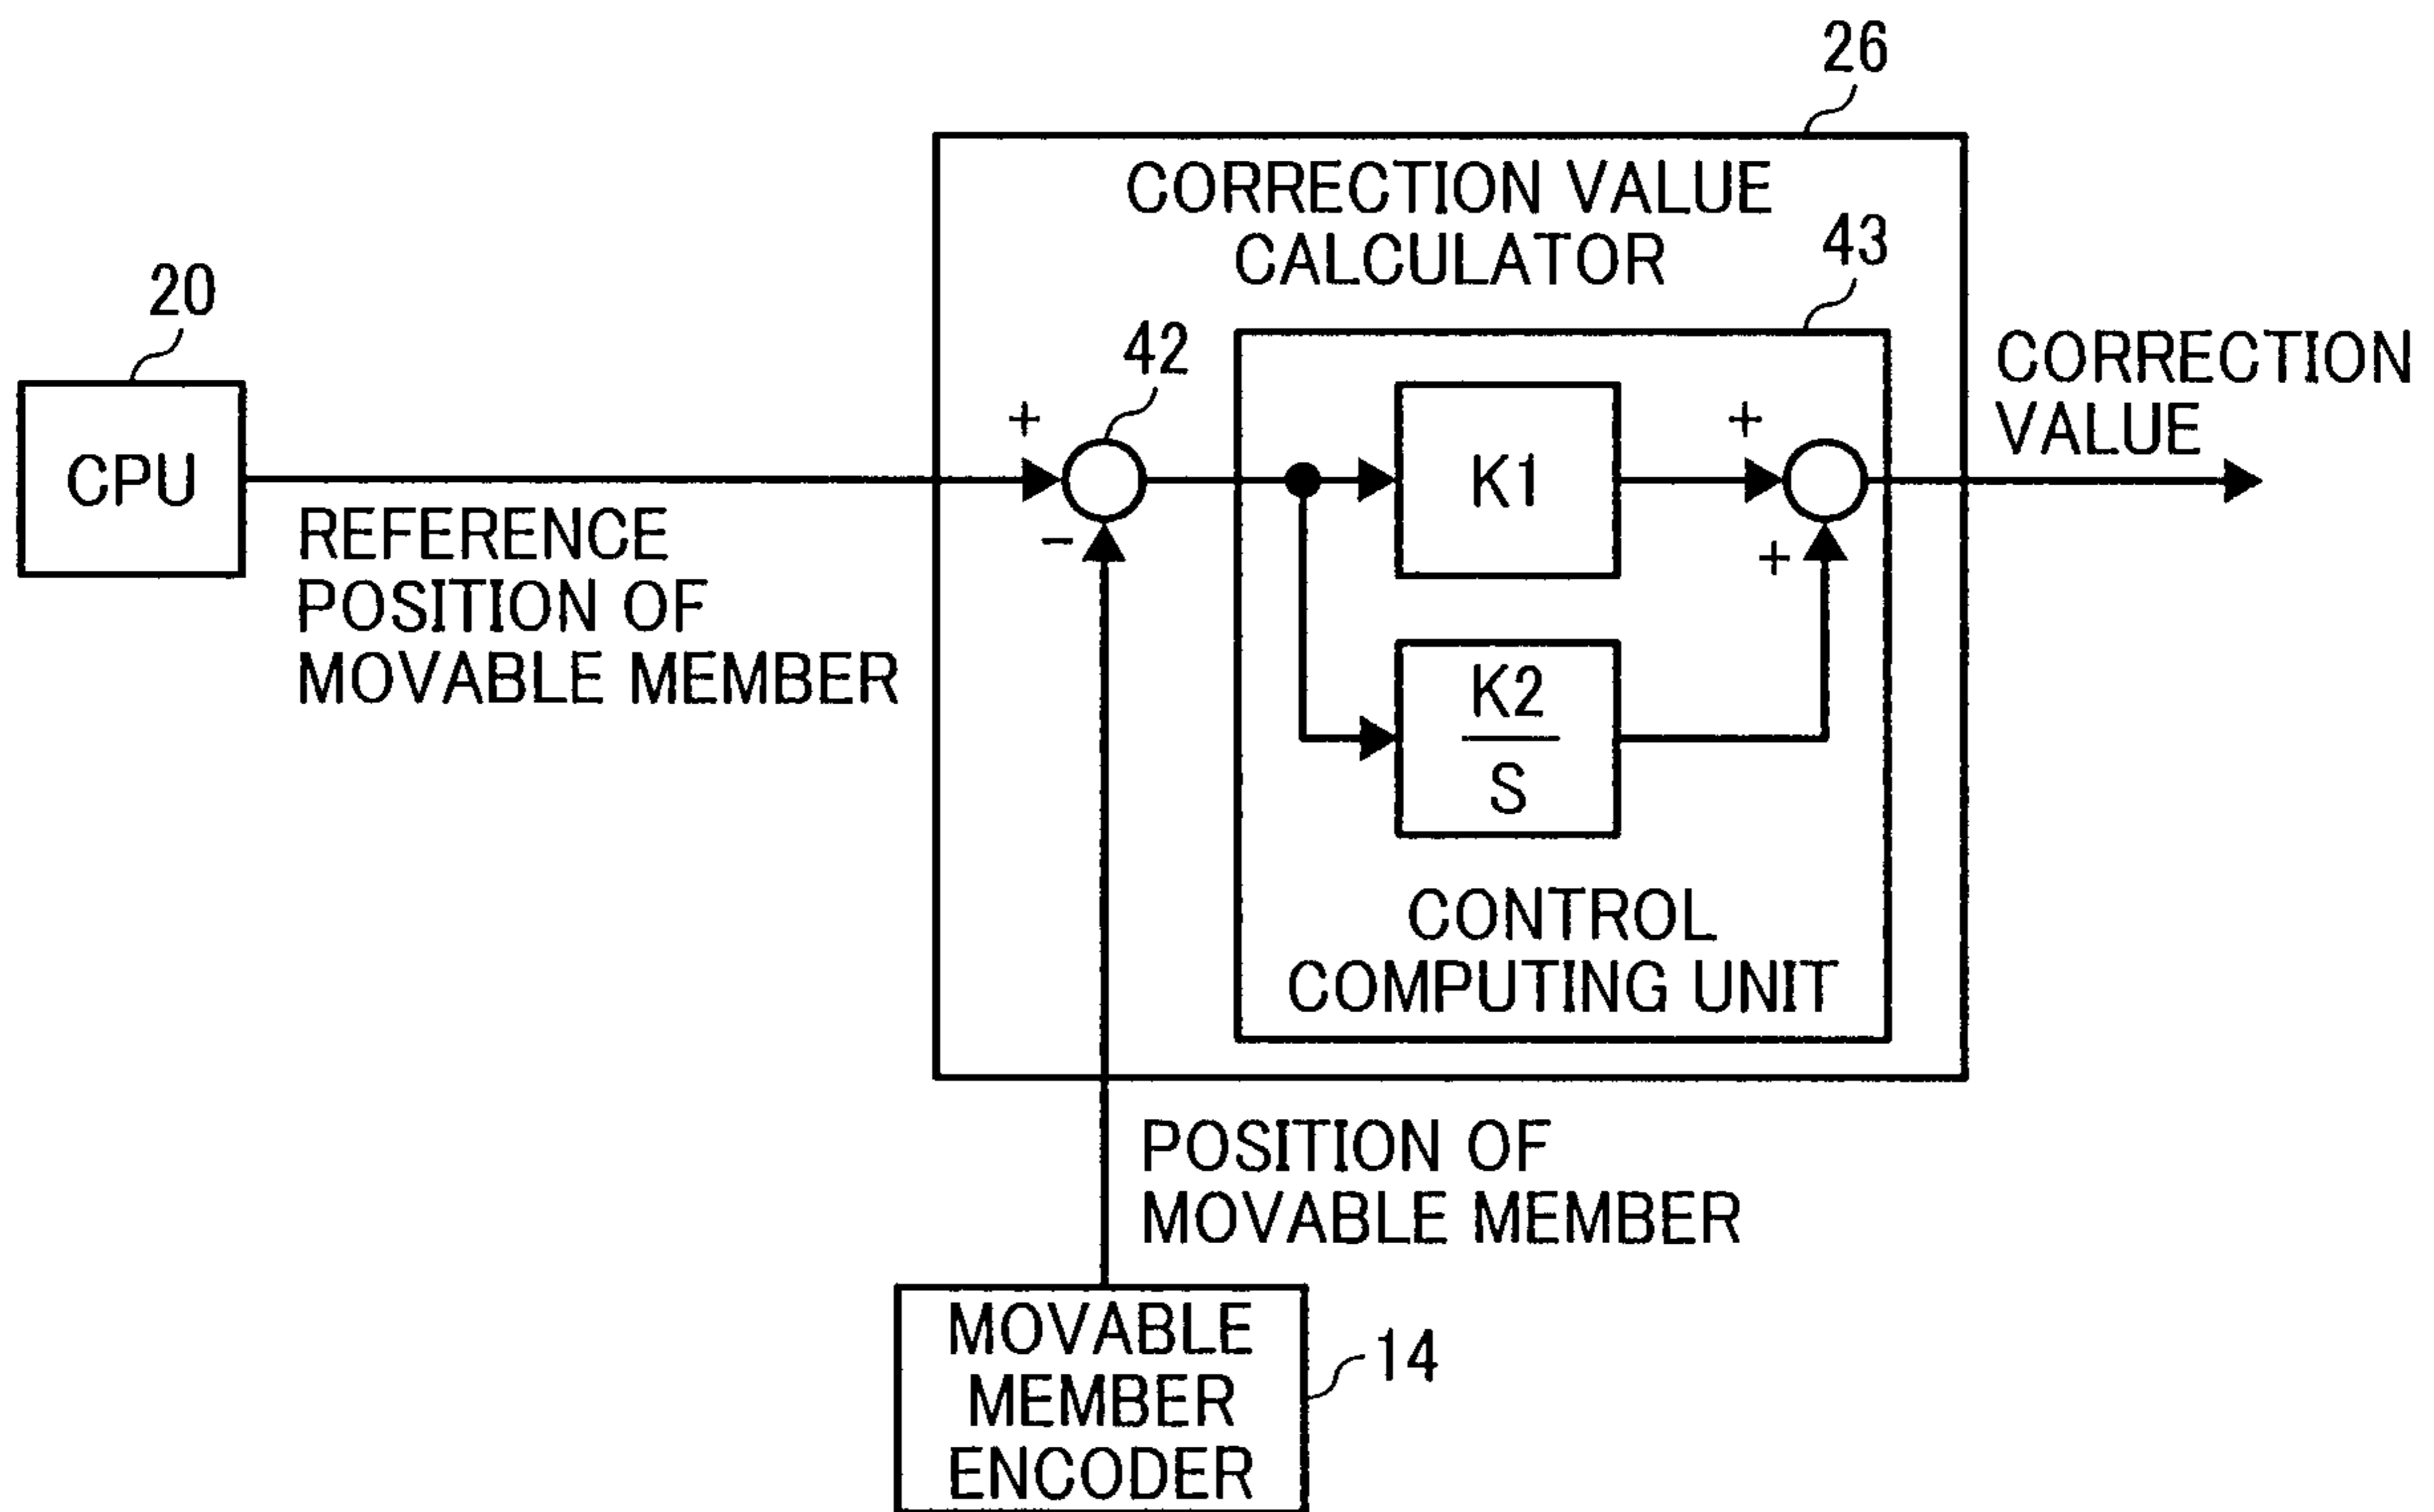 26
CORRECTION VALUE
CALCULATOR
43
20
42
CORRECTION
VALUE
+
+
CPU
K1
REFERENCE
POSITION OF
MOVABLE MEMBER
-
+
K2
S
CONTROL
COMPUTING UNIT
POSITION OF
MOVABLE MEMBER
MOVABLE
MEMBER
ENCODER
14